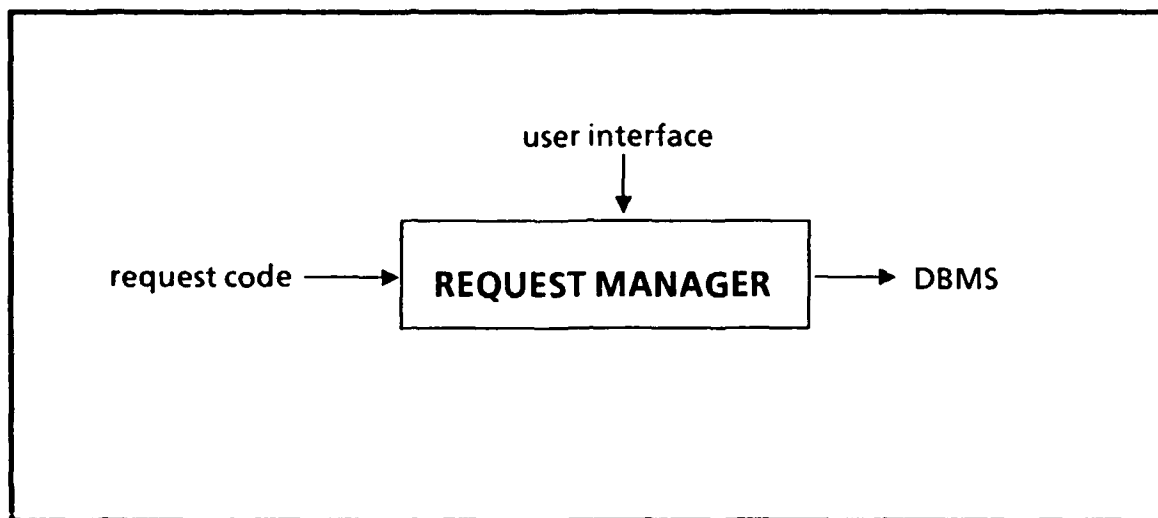 user interface
request code
REQUEST MANAGER
DBMS